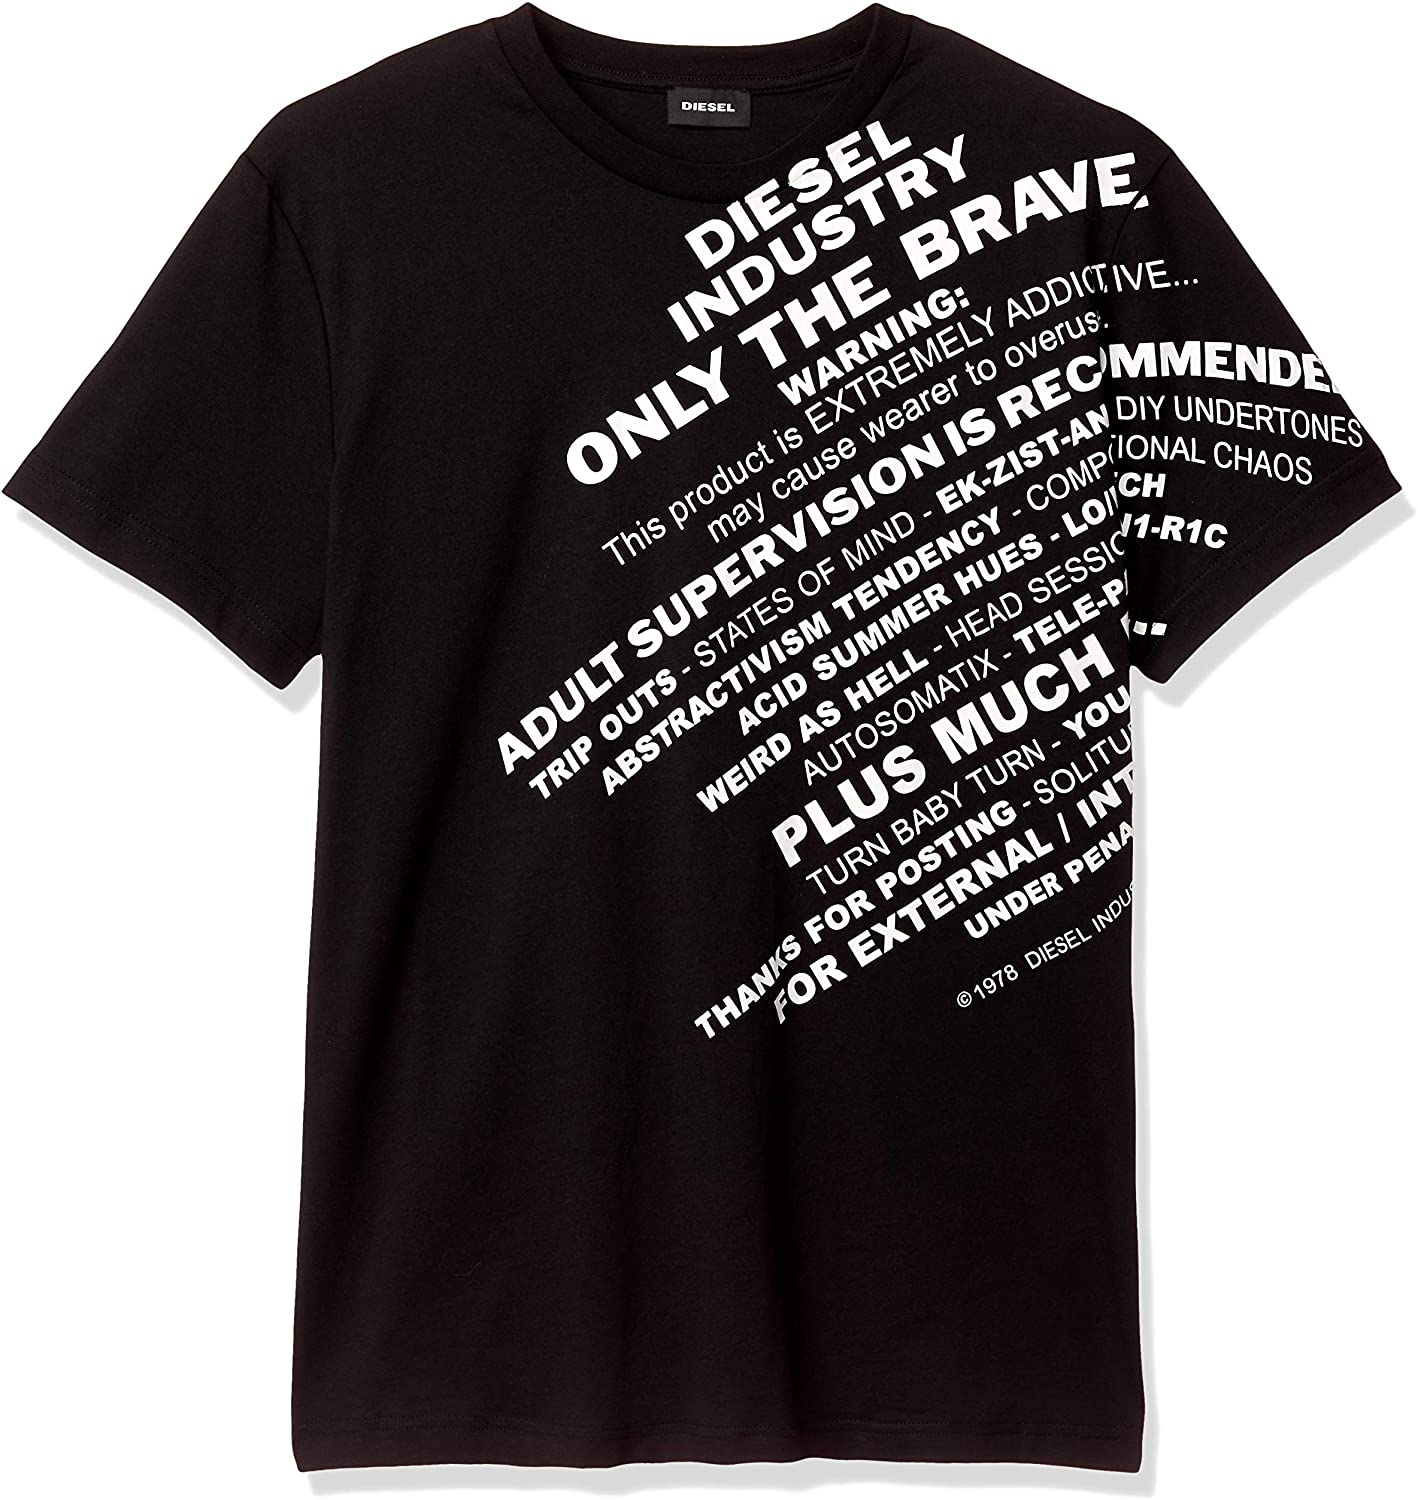 DIESEL
DIESEL
INDUSTRY
ONLY THE BRAVE
WARNING:
This product is EXTREMELY ADDICTIVE...
may cause wearer to overuse.
ADULT SUPERVISION IS RECOMMENDED
TRIP OUTS - STATES OF MIND - EK-ZIST-AN DIY UNDERTONES
ABSTRACTIVISM TENDENCY - COMP TIONAL CHAOS
ACID SUMMER HUES - TCH
WEIRD AS HELL - HEAD SESSIO 1-R1C
AUTOSOMATIX - TELE-P
PLUS MUCH ...
TURN BABY TURN - YOU
THANKS FOR POSTING - SOLITU
FOR EXTERNAL / INT
UNDER PENA
©1978 DIESEL INDUS